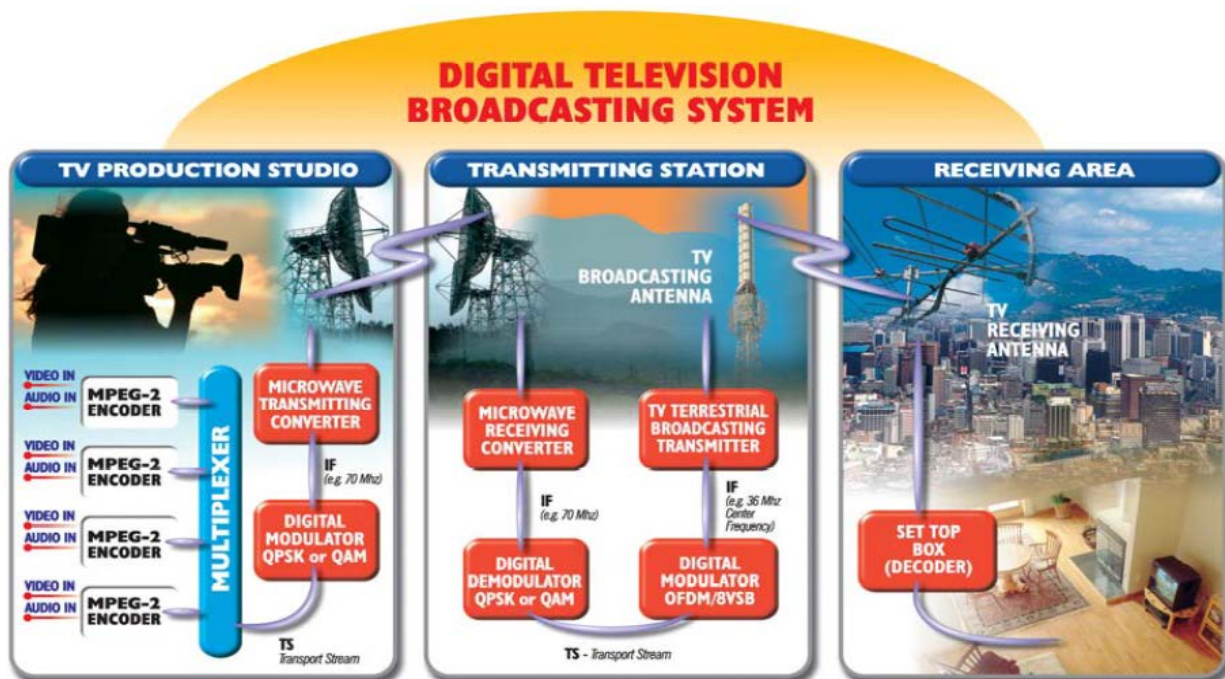 DIGITAL TELEVISION
BROADCASTING SYSTEM
TV PRODUCTION STUDIO
VIDEO IN
AUDIO IN
MPEG-2
ENCODER
VIDEO IN
AUDIO IN
MPEG-2
ENCODER
VIDEO IN
AUDIO IN
MPEG-2
ENCODER
VIDEO IN
AUDIO IN
MPEG-2
ENCODER
MULTIPLEXER
MICROWAVE
TRANSMITTING
CONVERTER
IF
(e.g. 70 Mhz)
DIGITAL
MODULATOR
QPSK or QAM
TS
Transport Stream
TRANSMITTING STATION
TV
BROADCASTING
ANTENNA
MICROWAVE
RECEIVING
CONVERTER
IF
(e.g. 70 Mhz)
DIGITAL
DEMODULATOR
QPSK or QAM
TV TERRESTRIAL
BROADCASTING
TRANSMITTER
IF
(e.g. 36 Mhz
Center
Frequency)
DIGITAL
MODULATOR
OFDM/8VSB
TS - Transport Stream
RECEIVING AREA
TV
RECEIVING
ANTENNA
SET TOP
BOX
(DECODER)